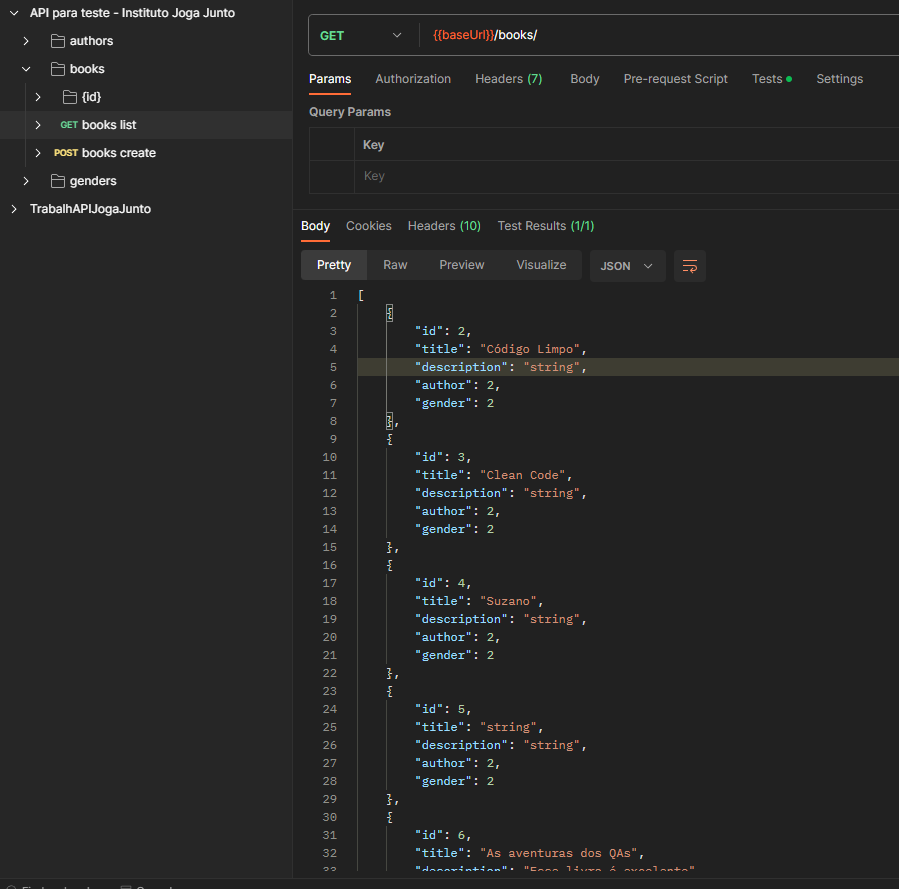 API para teste - Instituto Joga Junto
authors
books
{id}
GET books list
POST books create
genders
TrabalhAPIJogaJunto
GET {{baseUrl}}/books/
Params Authorization Headers (7) Body Pre-request Script Tests Settings
Query Params
Key
Key
Body Cookies Headers (10) Test Results (1/1)
Pretty Raw Preview Visualize JSON
1 [
2 {
3 "id": 2,
4 "title": "Código Limpo",
5 "description": "string",
6 "author": 2,
7 "gender": 2
8 },
9 {
10 "id": 3,
11 "title": "Clean Code",
12 "description": "string",
13 "author": 2,
14 "gender": 2
15 },
16 {
17 "id": 4,
18 "title": "Suzano",
19 "description": "string",
20 "author": 2,
21 "gender": 2
22 },
23 {
24 "id": 5,
25 "title": "string",
26 "description": "string",
27 "author": 2,
28 "gender": 2
29 },
30 {
31 "id": 6,
32 "title": "As aventuras dos QAs",
33 "description": "Esse livro é excelente"